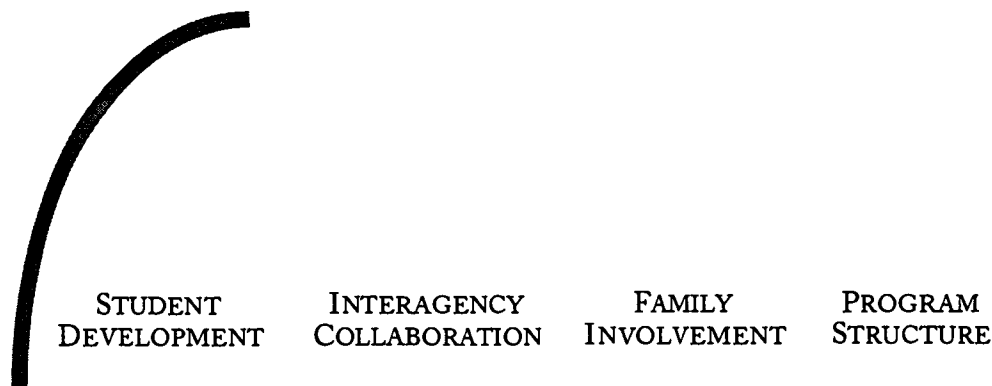 STUDENT
DEVELOPMENT
INTERAGENCY
COLLABORATION
FAMILY
INVOLVEMENT
PROGRAM
STRUCTURE